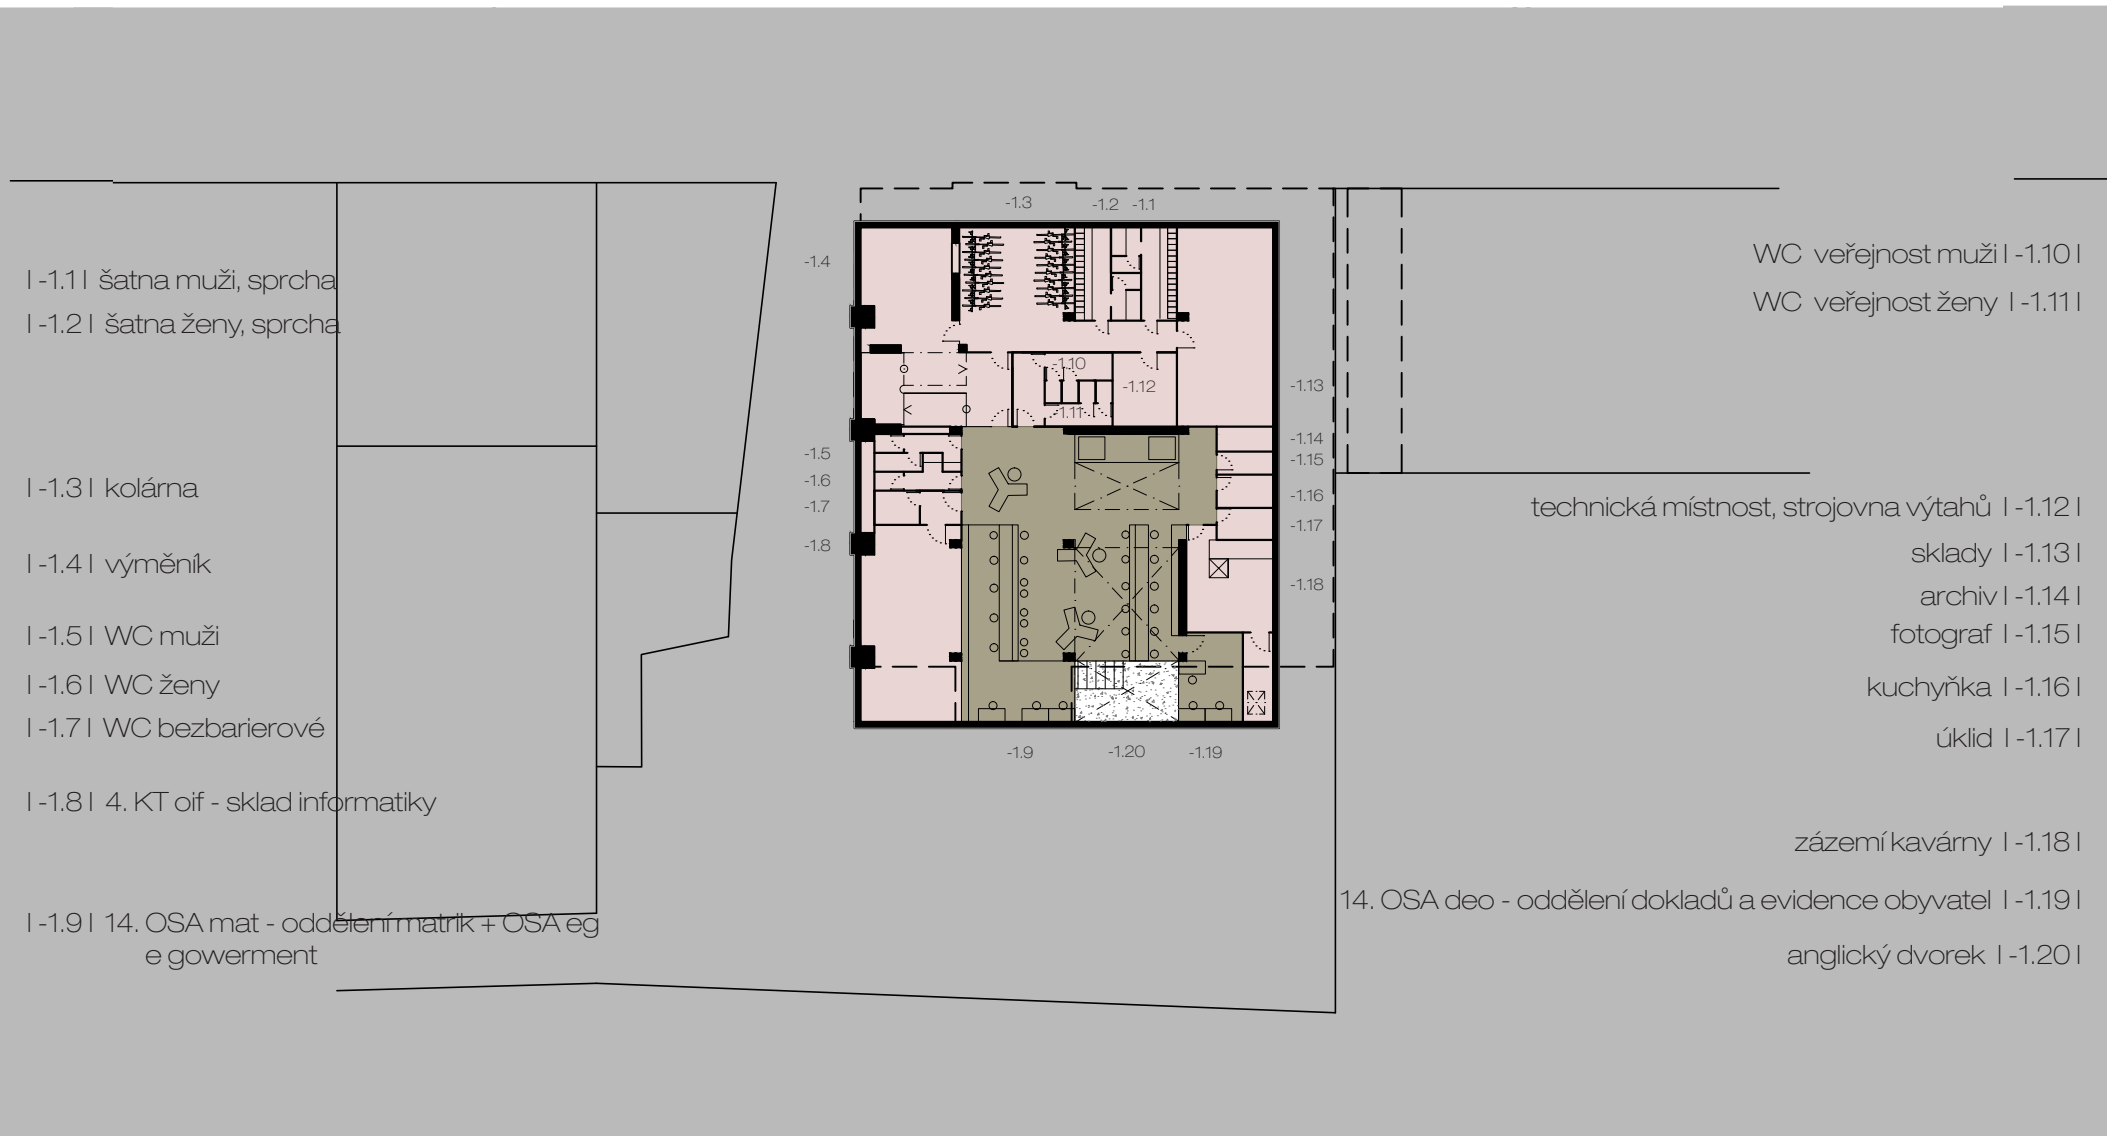 -1.3
-1.2
-1.1
-1.4
-1.10
-1.12
-1.11
-1.13
-1.5
-1.6
-1.7
-1.8
-1.14
-1.15
-1.16
-1.17
-1.18
-1.9
-1.20
-1.19
I -1.1 I šatna muži, sprcha
I -1.2 I šatna ženy, sprcha
I -1.3 I kolárna
I -1.4 I výměník
I -1.5 I WC muži
I -1.6 I WC ženy
I -1.7 I WC bezbarierové
I -1.8 I 4. KT oif - sklad informatiky
I -1.9 I 14. OSA mat - oddělení matrik + OSA eg
e gowerment
WC veřejnost muži I -1.10 I
WC veřejnost ženy I -1.11 I
technická místnost, strojovna výtahů I -1.12 I
sklady I -1.13 I
archiv I -1.14 I
fotograf I -1.15 I
kuchyňka I -1.16 I
úklid I -1.17 I
zázemí kavárny I -1.18 I
14. OSA deo - oddělení dokladů a evidence obyvatel I -1.19 I
anglický dvorek I -1.20 I